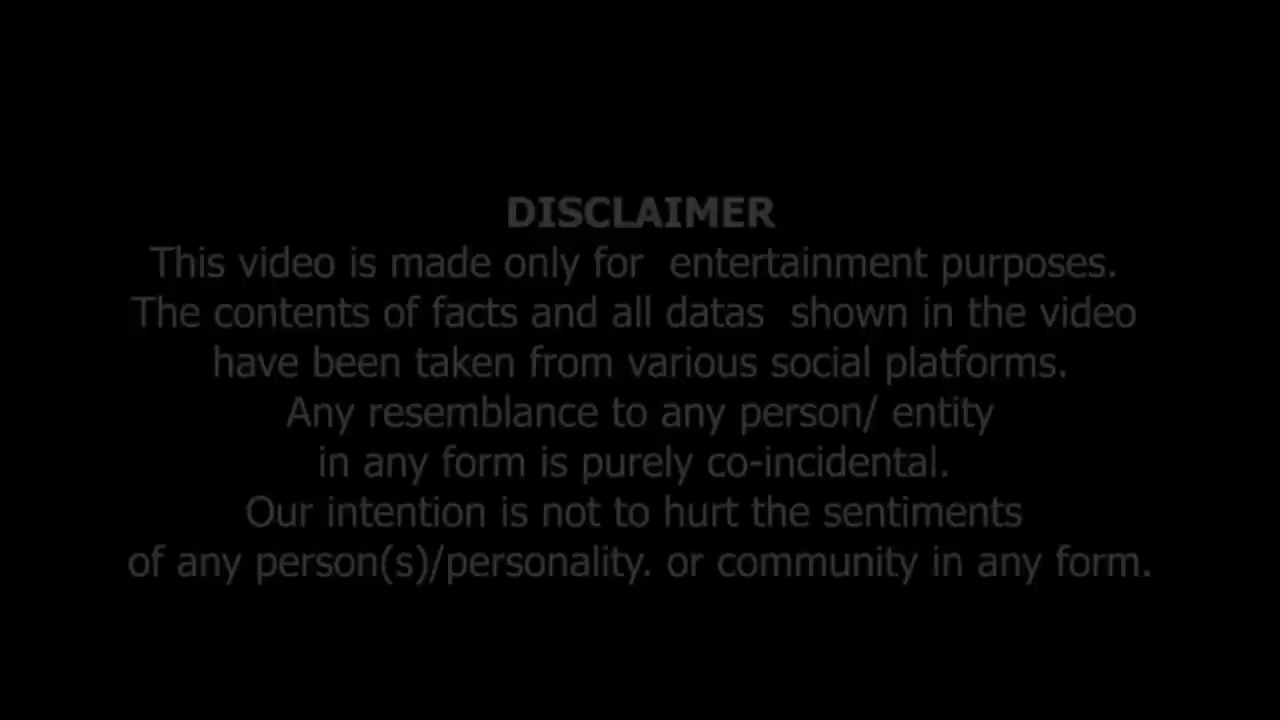 DISCLAIMER
This video is made only for  entertainment purposes.
The contents of facts and all datas  shown in the video
have been taken from various social platforms.
Any resemblance to any person/ entity
in any form is purely co-incidental.
Our intention is not to hurt the sentiments
of any person(s)/personality. or community in any form.